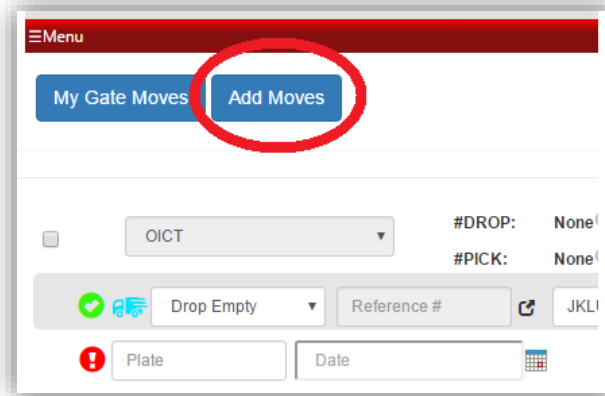 ☰Menu
My Gate Moves Add Moves
OICT #DROP: None
#PICK: None
Drop Empty Reference #
Plate Date